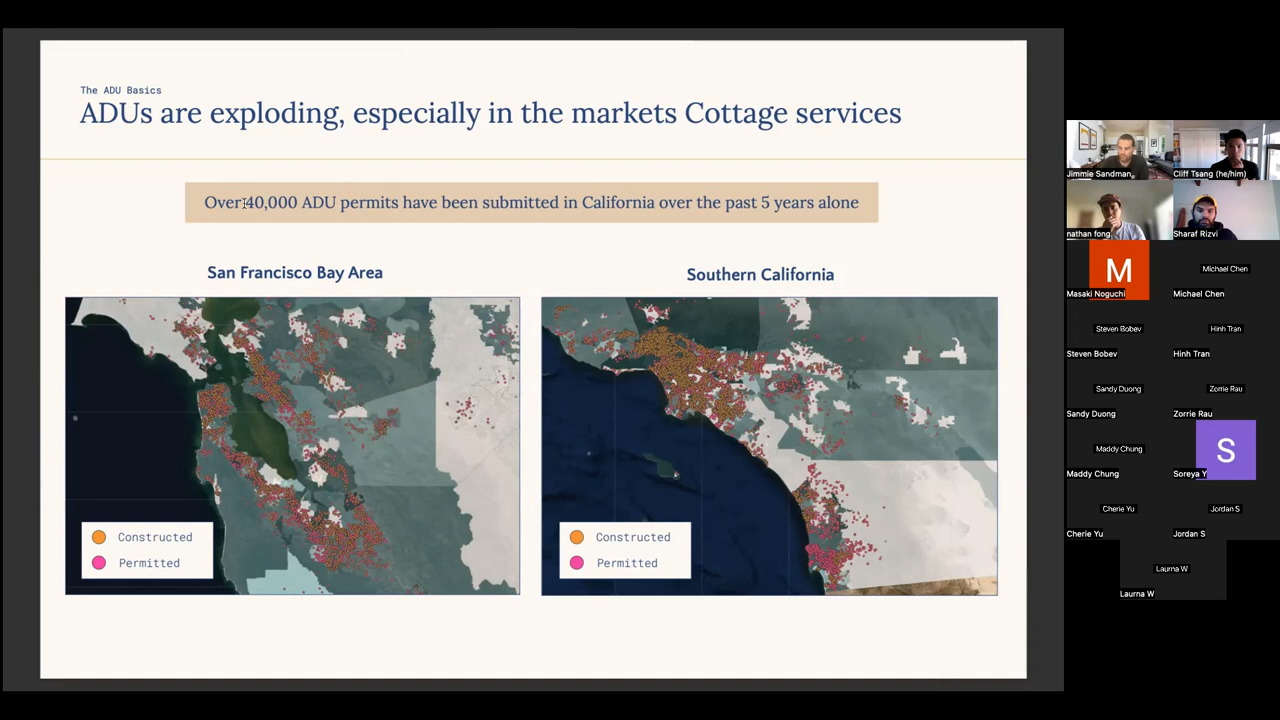 The ADU Basics
ADUs are exploding, especially in the markets Cottage services
Over 40,000 ADU permits have been submitted in California over the past 5 years alone
San Francisco Bay Area
Southern California
Constructed
Permitted
Constructed
Permitted
Jimmie Sandman,
Cliff Tsang (he/him)
nathan fong
Sharaf Rizvi
M
Masaki Noguchi
Michael Chen
Michael Chen
Steven Bobev
Steven Bobev
Hinh Tran
Hinh Tran
Sandy Duong
Sandy Duong
Zorrie Rau
Zorrie Rau
Maddy Chung
Maddy Chung
S
Soreya Y
Cherie Yu
Cherie Yu
Jordan S
Jordan S
Laurna W
Laurna W